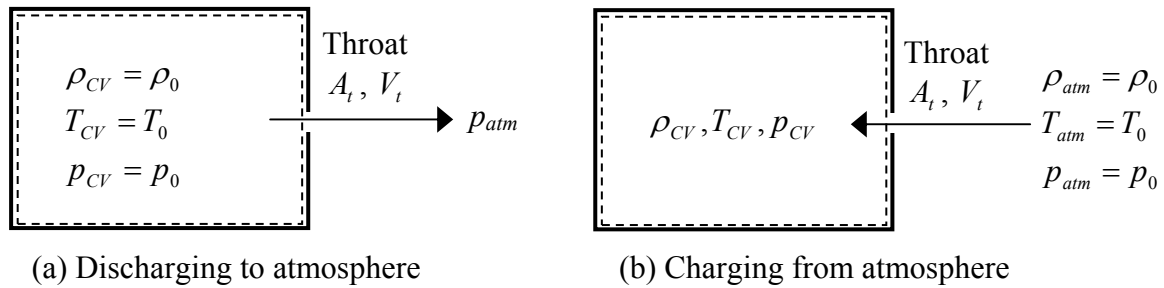 ρ_CV = ρ_0
T_CV = T_0
p_CV = p_0
Throat
A_t , V_t
p_atm
(a) Discharging to atmosphere
ρ_CV , T_CV , p_CV
Throat
A_t , V_t
ρ_atm = ρ_0
T_atm = T_0
p_atm = p_0
(b) Charging from atmosphere